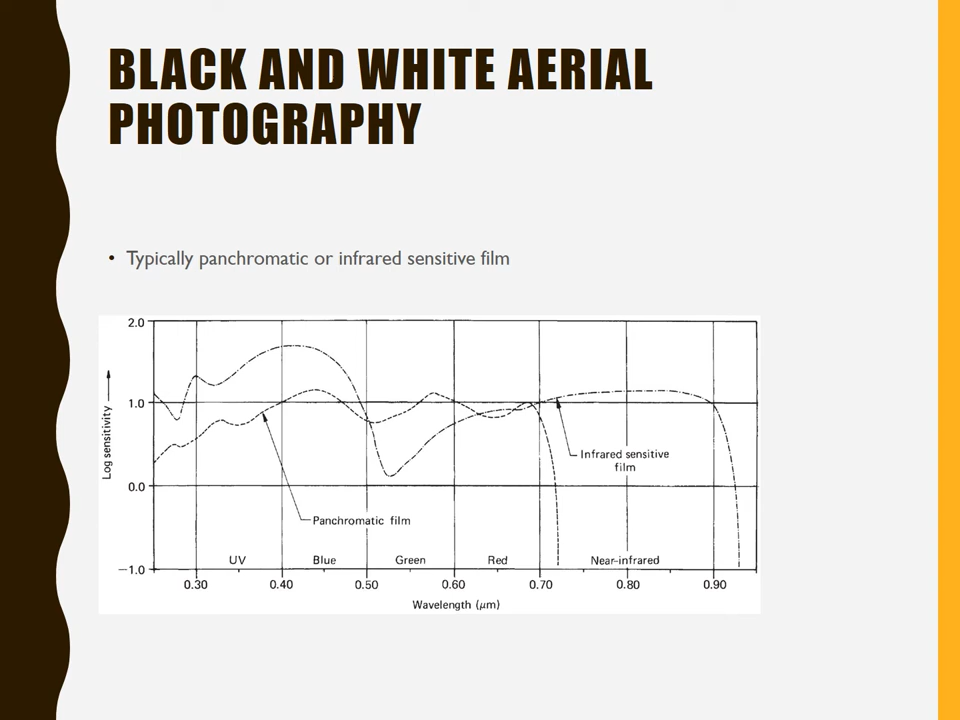 BLACK AND WHITE AERIAL
PHOTOGRAPHY
• Typically panchromatic or infrared sensitive film
2.0
1.0
0.0
−1.0
Log sensitivity
Infrared sensitive
film
Panchromatic film
UV Blue Green Red Near-infrared
0.30 0.40 0.50 0.60 0.70 0.80 0.90
Wavelength (μm)